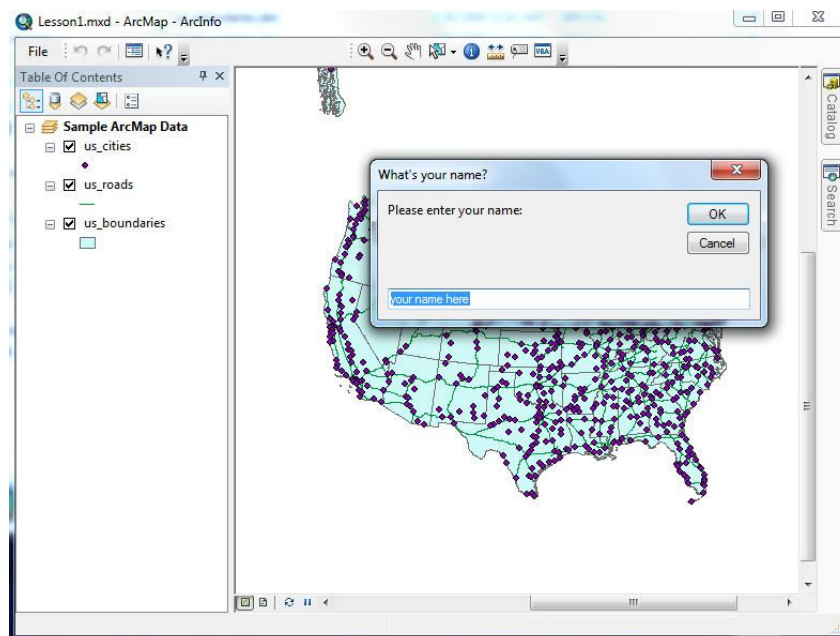 Lesson1.mxd - ArcMap - ArcInfo
File
VBA
Table Of Contents
Sample ArcMap Data
us_cities
us_roads
us_boundaries
What's your name?
Please enter your name:
OK
Cancel
your name here
Catalog
Search